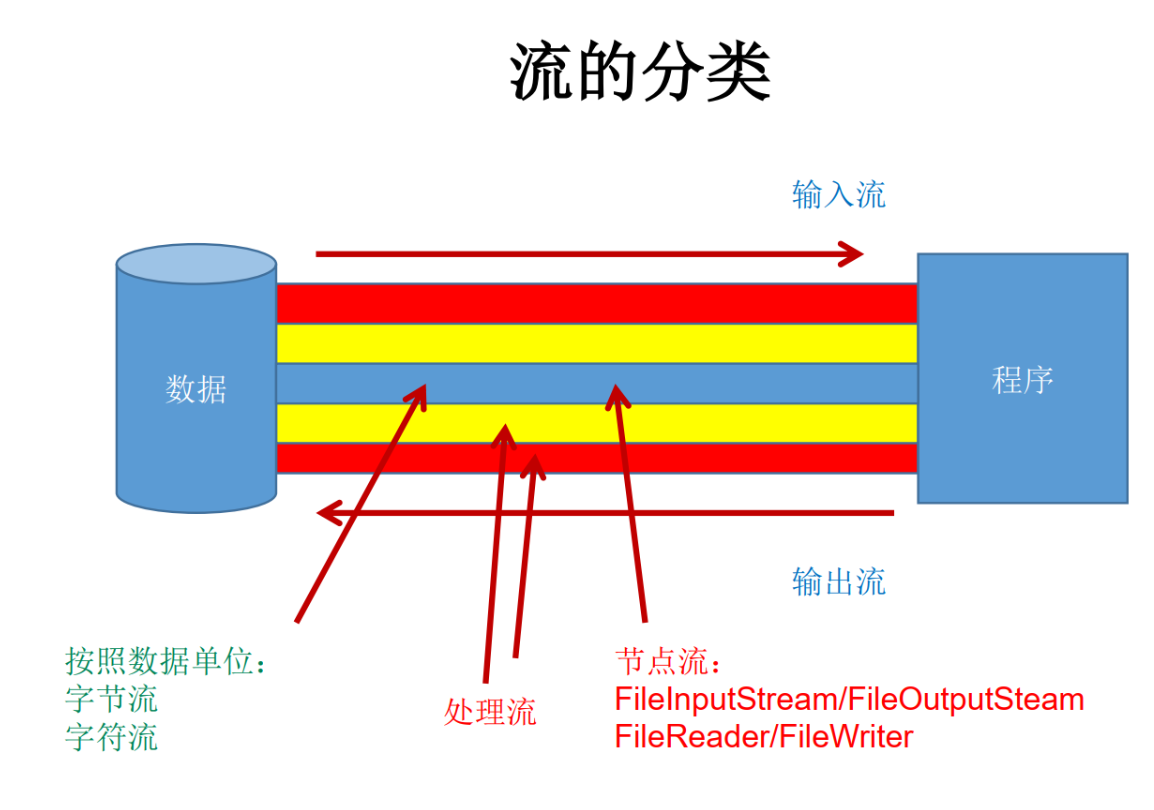 流的分类
输入流
数据
程序
输出流
按照数据单位：
字节流
字符流
处理流
节点流：
FileInputStream/FileOutputSteam
FileReader/FileWriter